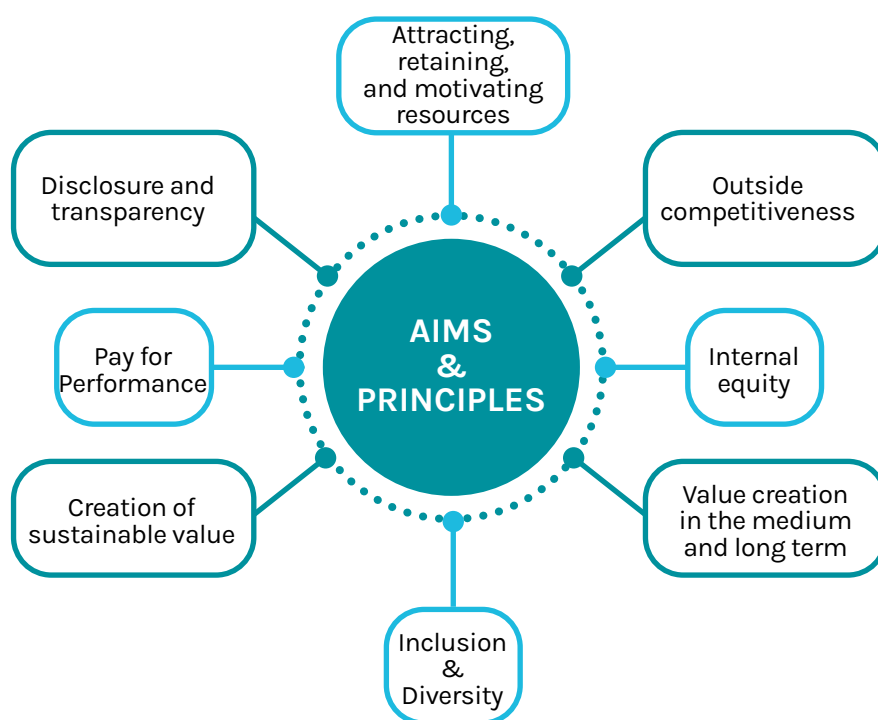 Attracting,
retaining,
and motivating
resources
Disclosure and
transparency
Outside
competitiveness
AIMS
&
PRINCIPLES
Pay for
Performance
Internal
equity
Creation of
sustainable value
Value creation
in the medium
and long term
Inclusion
&
Diversity